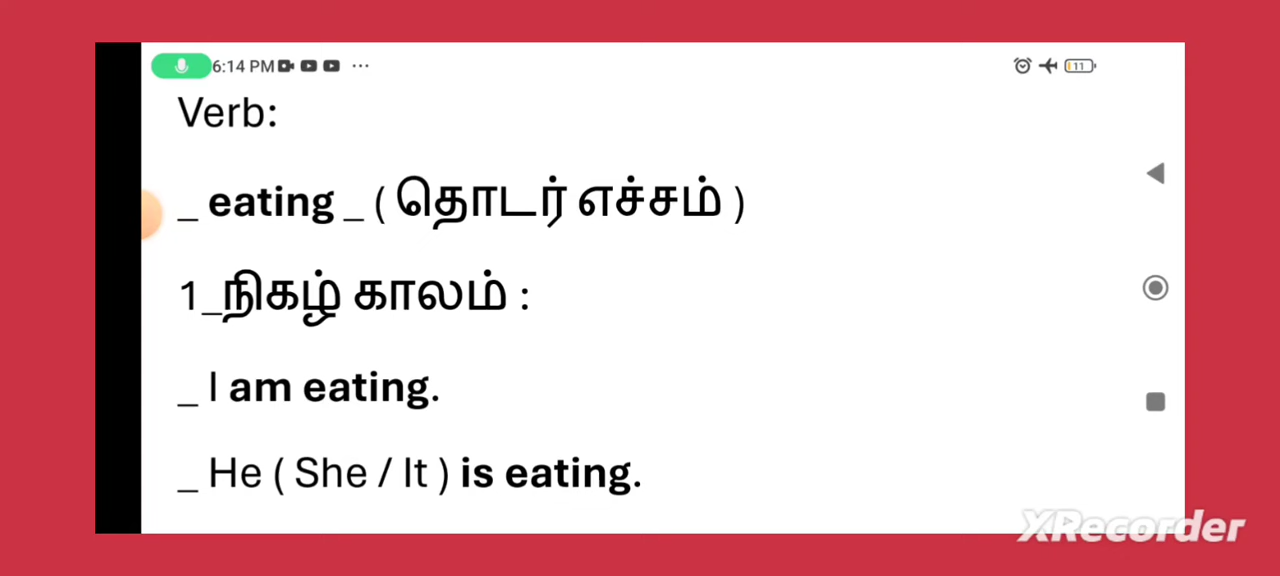 6:14 PM ... 11
Verb:
_ eating _ ( தொடர் எச்சம் )
1_நிகழ் காலம் :
_ I am eating.
_ He ( She / It ) is eating.
XRecorder